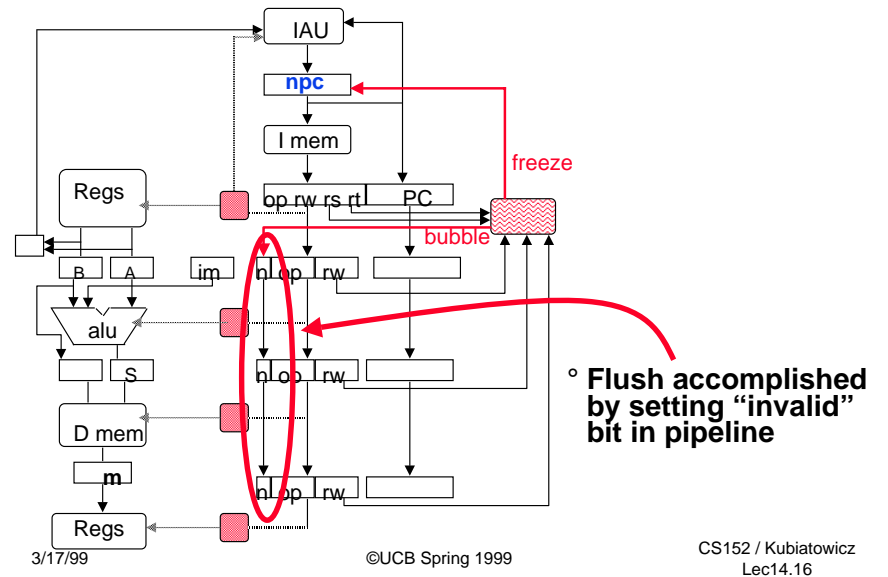 IAU
npc
I mem
freeze
Regs
op rw rs rt PC
bubble
B A im n op rw
alu
S n op rw
° Flush accomplished
by setting “invalid”
bit in pipeline
D mem
m
n op rw
Regs
3/17/99 ©UCB Spring 1999 CS152 / Kubiatowicz
Lec14.16